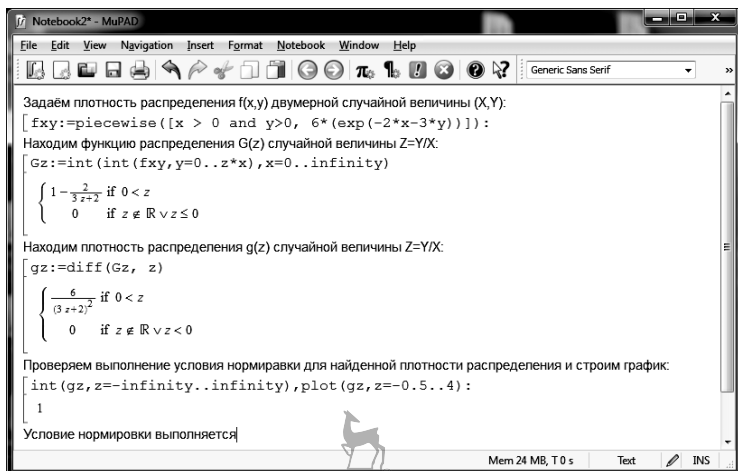 Notebook2* - MuPAD
File Edit View Navigation Insert Format Notebook Window Help
Generic Sans Serif
»
Задаём плотность распределения f(x,y) двумерной случайной величины (X,Y):
fxy:=piecewise([x > 0 and y>0, 6*(exp(-2*x-3*y))]):
Находим функцию распределения G(z) случайной величины Z=Y/X:
Gz:=int(int(fxy,y=0..z*x),x=0..infinity)
{ 1 - 2/(3 z+2) if 0 < z
0 if z ∉ ℝ ∨ z ≤ 0
Находим плотность распределения g(z) случайной величины Z=Y/X:
gz:=diff(Gz, z)
{ 6/(3 z+2)² if 0 < z
0 if z ∉ ℝ ∨ z < 0
Проверяем выполнение условия нормиравки для найденной плотности распределения и строим график:
int(gz,z=-infinity..infinity),plot(gz,z=-0.5..4):
1
Условие нормировки выполняется
Mem 24 MB, T 0 s Text INS